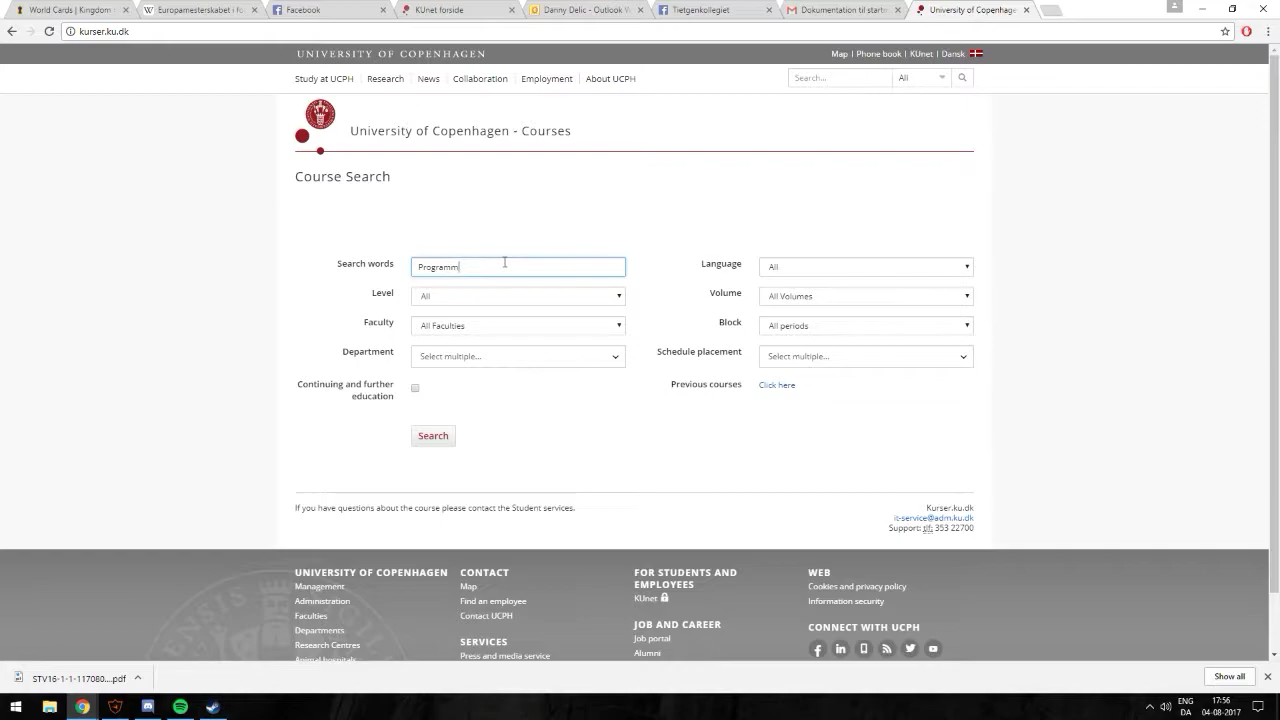 World Cards | Kingdom
Europamesterskabet i fo
Facebook
KUnet forside
Danny Delic - Outlook W
Tietgenkollegiet
Dokumentation til startm
University of Copenhagen
kurser.ku.dk
UNIVERSITY OF COPENHAGEN
Map | Phone book | KUnet | Dansk
Study at UCPH | Research | News | Collaboration | Employment | About UCPH
Search... All
University of Copenhagen - Courses
Course Search
Search words Programm Language All
Level All Volume All Volumes
Faculty All Faculties Block All periods
Department Select multiple... Schedule placement Select multiple...
Continuing and further Previous courses Click here
education
Search
If you have questions about the course please contact the Student services. Kurser.ku.dk
it-service@adm.ku.dk
Support: tlf: 353 22700
UNIVERSITY OF COPENHAGEN
Management
Administration
Faculties
Departments
Research Centres
Animal hospitals
CONTACT
Map
Find an employee
Contact UCPH
SERVICES
Press and media service
FOR STUDENTS AND
EMPLOYEES
KUnet
JOB AND CAREER
Job portal
Alumni
WEB
Cookies and privacy policy
Information security
CONNECT WITH UCPH
STV16-1-1-117080....pdf
Show all
ENG 17:56
DA 04-08-2017